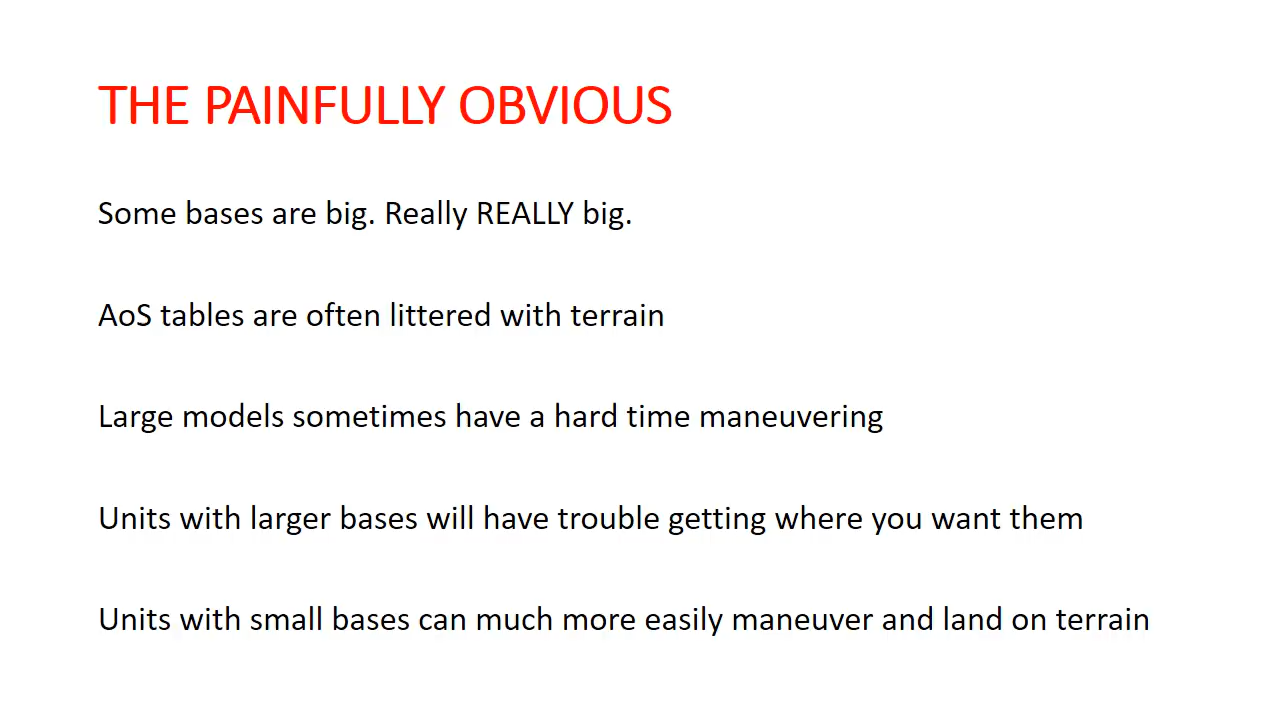 THE PAINFULLY OBVIOUS
Some bases are big. Really REALLY big.
AoS tables are often littered with terrain
Large models sometimes have a hard time maneuvering
Units with larger bases will have trouble getting where you want them
Units with small bases can much more easily maneuver and land on terrain